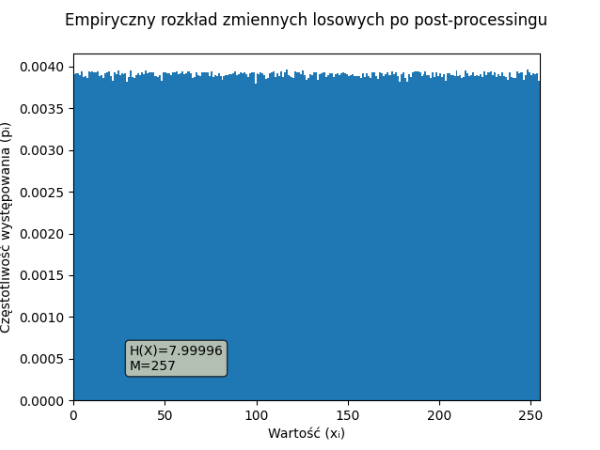 Empiryczny rozkład zmiennych losowych po post-processingu
Częstotliwość występowania (pᵢ)
0.0040
0.0035
0.0030
0.0025
0.0020
0.0015
0.0010
0.0005
0.0000
H(X)=7.99996
M=257
0 50 100 150 200 250
Wartość (xᵢ)